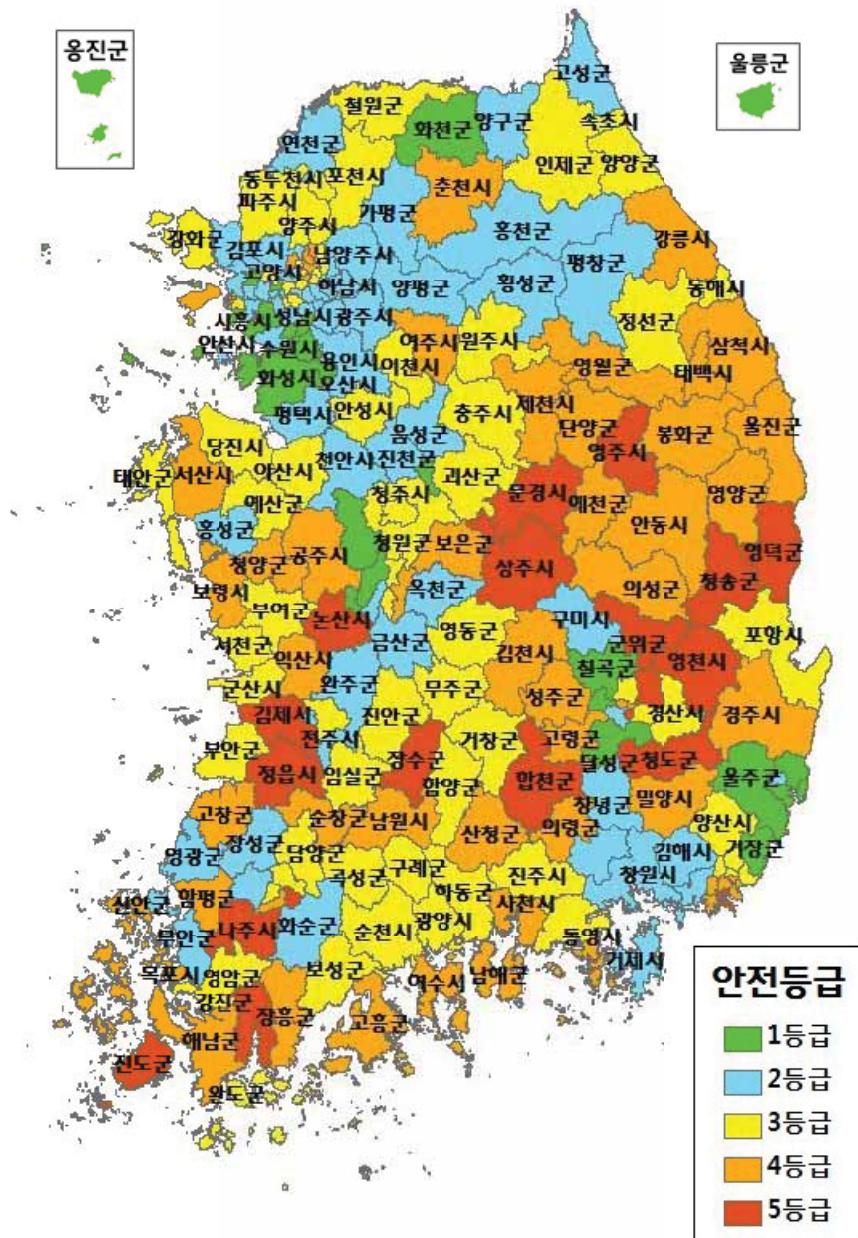 옹진군
울릉군
고성군
철원군
화천군
양구군
속초시
연천군
인제군
양양군
동두천시
포천시
춘천시
파주시
가평군
양주시
강화군
홍천군
강릉시
김포시
남양주시
고양시
평창군
하남시
양평군
횡성군
동해시
시흥시
성남시
광주시
정선군
안산시
수원시
여주시
원주시
삼척시
용인시
이천시
영월군
태백시
화성시
오산시
평택시
안성시
충주시
제천시
음성군
단양군
봉화군
울진군
당진시
영주시
태안군
서산시
아산시
천안시
진천군
괴산군
문경시
예천군
영양군
예산군
청주시
홍성군
안동시
청양군
공주시
청원군
보은군
영덕군
상주시
의성군
청송군
보령시
옥천군
부여군
논산시
구미시
서천군
금산군
영동군
군위군
포항시
익산시
김천시
칠곡군
영천시
완주군
군산시
무주군
성주군
김제시
진안군
경산시
경주시
전주시
거창군
고령군
부안군
장수군
달성군
청도군
정읍시
임실군
함양군
합천군
울주군
고창군
창녕군
밀양시
순창군
남원시
산청군
의령군
양산시
장성군
영광군
담양군
김해시
거장군
곡성군
구례군
진주시
창원시
함평군
하동군
신안군
사천시
나주시
화순군
순천시
광양시
무안군
동영시
거제시
목포시
영암군
보성군
여수시
남해군
강진군
장흥군
고흥군
해남군
진도군
완도군
안전등급
1등급
2등급
3등급
4등급
5등급